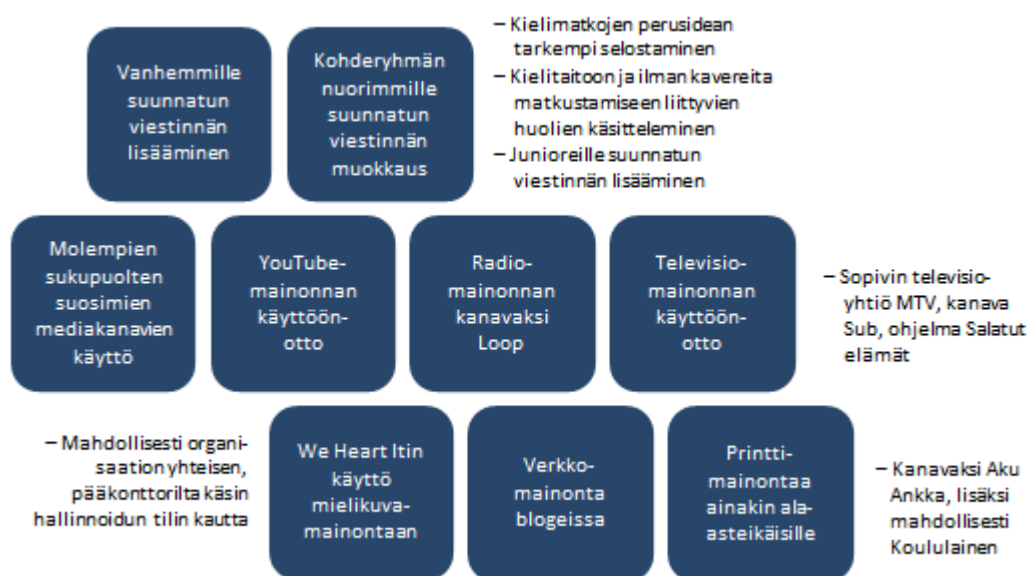 Vanhemmille
suunnatun
viestinnän
lisääminen
Kohderyhmän
nuorimmille
suunnatun
viestinnän
muokkaus
– Kielimatkojen perusidean
tarkempi selostaminen
– Kielitaitoon ja ilman kavereita
matkustamiseen liittyvien
huolien käsitteleminen
– Junioreille suunnatun
viestinnän lisääminen
Molempien
sukupuolten
suosimien
mediakanavien
käyttö
YouTube-
mainonnan
käyttöön-
otto
Radio-
mainonnan
kanavaksi
Loop
Televisio-
mainonnan
käyttöön-
otto
– Sopivin televisio-
yhtiö MTV, kanava
Sub, ohjelma Salatut
elämät
– Mahdollisesti organi-
saation yhteisen,
pääkonttorilta käsin
hallinnoidun tilin kautta
We Heart Itin
käyttö
mielikuva-
mainontaan
Verkko-
mainonta
blogeissa
Printti-
mainontaa
ainakin ala-
asteikäisille
– Kanavaksi Aku
Ankka, lisäksi
mahdollisesti
Koululainen